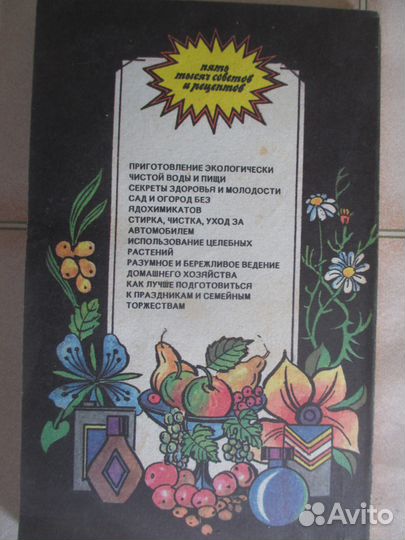 пять
тысяч советов
и рецептов
ПРИГОТОВЛЕНИЕ ЭКОЛОГИЧЕСКИ
ЧИСТОЙ ВОДЫ И ПИЩИ
СЕКРЕТЫ ЗДОРОВЬЯ И МОЛОДОСТИ
САД И ОГОРОД БЕЗ
ЯДОХИМИКАТОВ
СТИРКА, ЧИСТКА, УХОД ЗА
АВТОМОБИЛЕМ
ИСПОЛЬЗОВАНИЕ ЦЕЛЕБНЫХ
РАСТЕНИЙ
РАЗУМНОЕ И БЕРЕЖЛИВОЕ ВЕДЕНИЕ
ДОМАШНЕГО ХОЗЯЙСТВА
КАК ЛУЧШЕ ПОДГОТОВИТЬСЯ
К ПРАЗДНИКАМ И СЕМЕЙНЫМ
ТОРЖЕСТВАМ
Avito